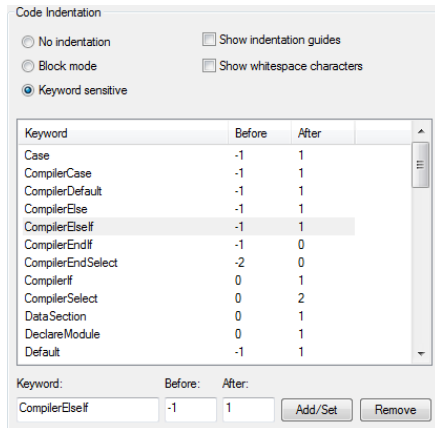 Code Indentation
No indentation Show indentation guides
Block mode Show whitespace characters
Keyword sensitive
Keyword Before After
Case -1 1
CompilerCase -1 1
CompilerDefault -1 1
CompilerElse -1 1
CompilerElseIf -1 1
CompilerEndIf -1 0
CompilerEndSelect -2 0
CompilerIf 0 1
CompilerSelect 0 2
DataSection 0 1
DeclareModule 0 1
Default -1 1
Keyword: Before: After:
CompilerElseIf -1 1 Add/Set Remove